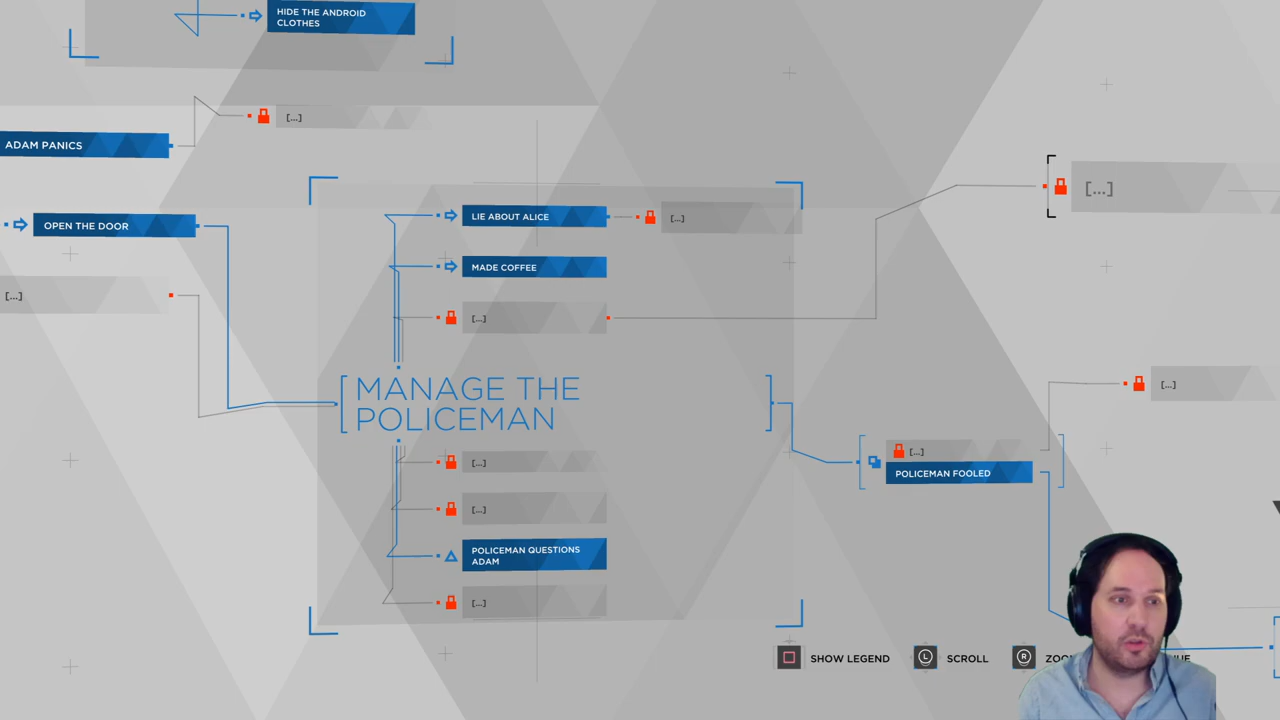 HIDE THE ANDROID
CLOTHES
[...]
ADAM PANICS
[...]
LIE ABOUT ALICE
[...]
OPEN THE DOOR
MADE COFFEE
[...]
[...]
MANAGE THE
POLICEMAN
[...]
[...]
[...]
POLICEMAN FOOLED
[...]
POLICEMAN QUESTIONS
ADAM
[...]
SHOW LEGEND
L
SCROLL
R